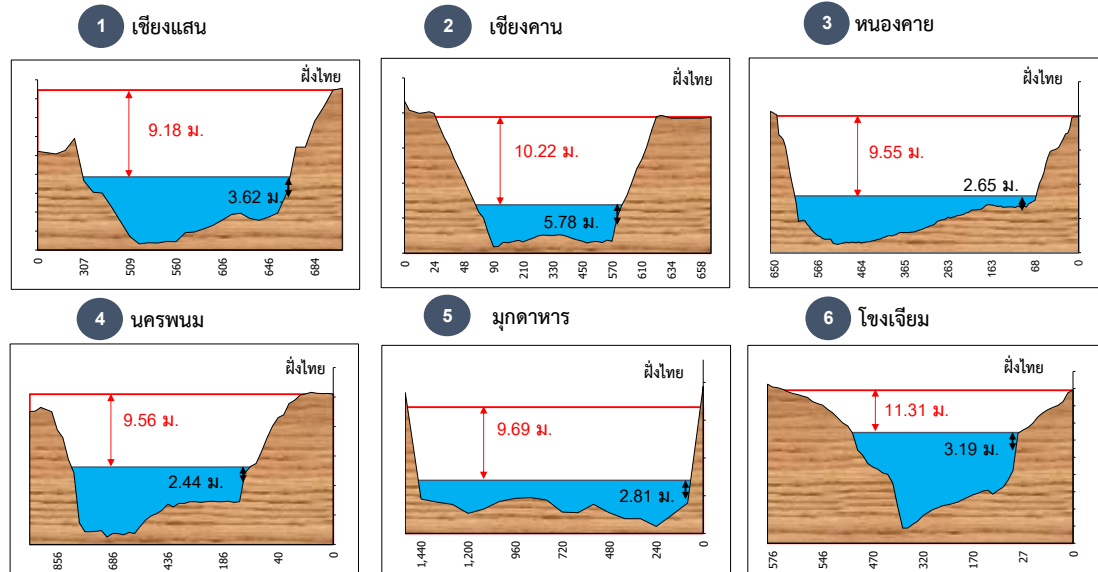 1 เชียงแสน
2 เชียงคาน
3 หนองคาย
ฝั่งไทย
9.18 ม.
3.62 ม.
0 307 509 560 606 646 684
ฝั่งไทย
10.22 ม.
5.78 ม.
0 24 48 90 210 330 450 570 610 634 658
ฝั่งไทย
9.55 ม.
2.65 ม.
650 566 464 365 263 163 68 0
4 นครพนม
5 มุกดาหาร
6 โขงเจียม
ฝั่งไทย
9.56 ม.
2.44 ม.
856 686 436 186 40 0
ฝั่งไทย
9.69 ม.
2.81 ม.
1,440 1,200 960 720 480 240 0
ฝั่งไทย
11.31 ม.
3.19 ม.
576 546 470 320 170 27 0